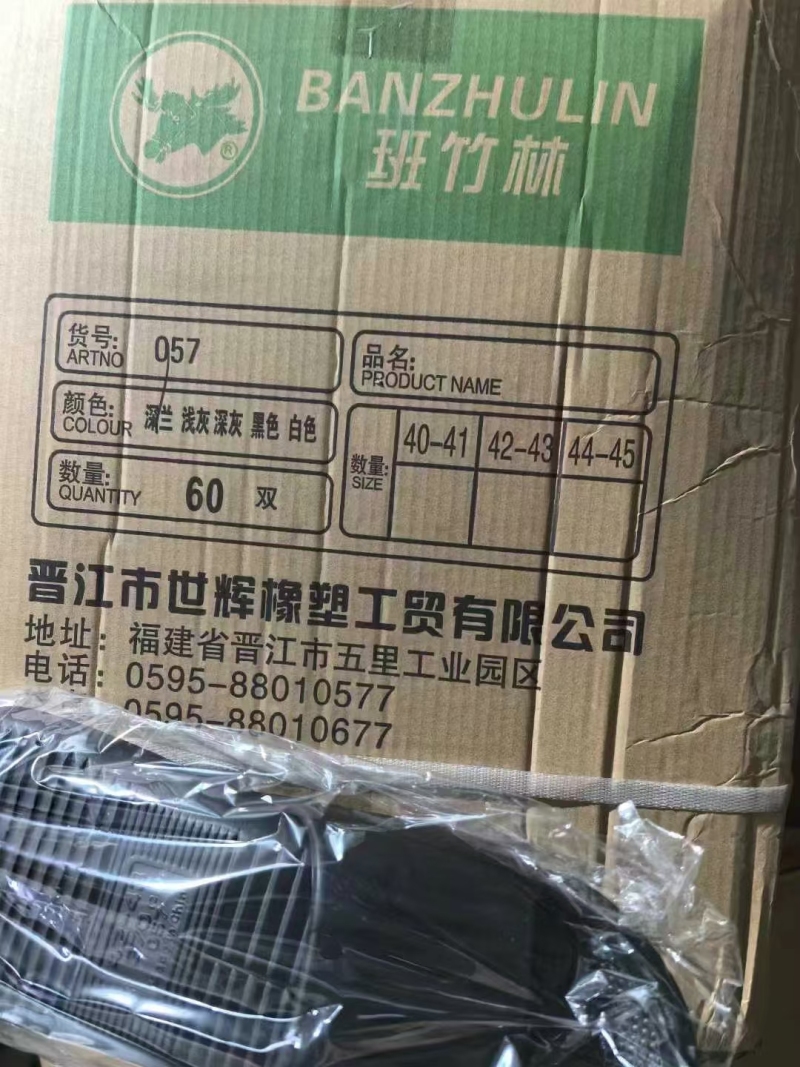 BANZHULIN
班竹林
®
货号: 057
ARTNO
品名:
PRODUCT NAME
颜色: 深兰 浅灰 深灰 黑色 白色
COLOUR
数量: 60 双
QUANTITY
数量: 40-41 42-43 44-45
SIZE
晋江市世辉橡塑工贸有限公司
地址: 福建省晋江市五里工业园区
电话: 0595-88010577
0595-88010677